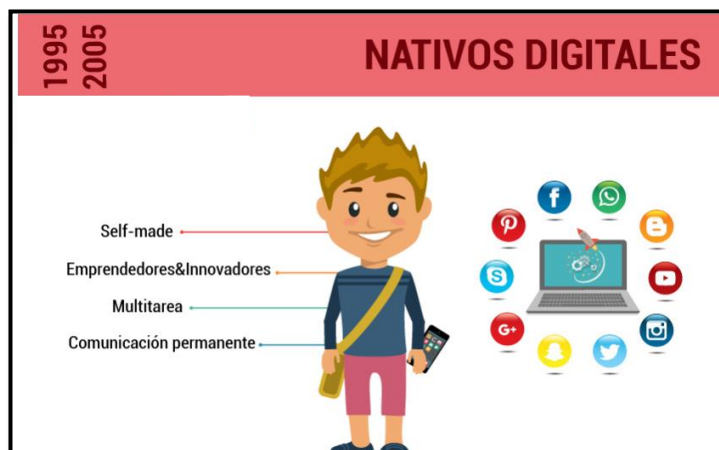 1995
2005
NATIVOS DIGITALES
Self-made
Emprendedores&Innovadores
Multitarea
Comunicación permanente
G+